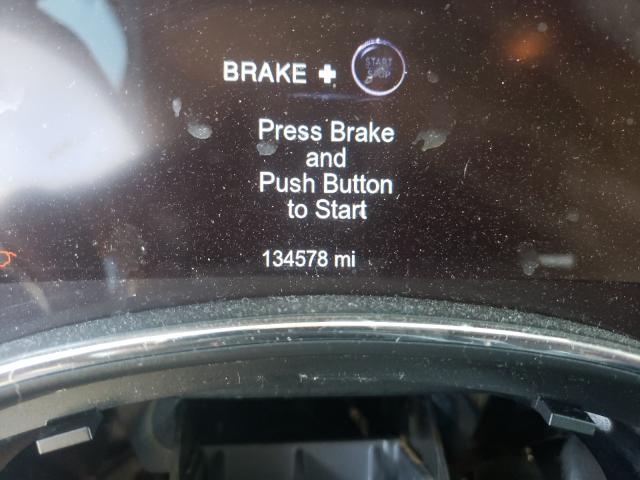 BRAKE + START STOP
Press Brake
and
Push Button
to Start
134578 mi